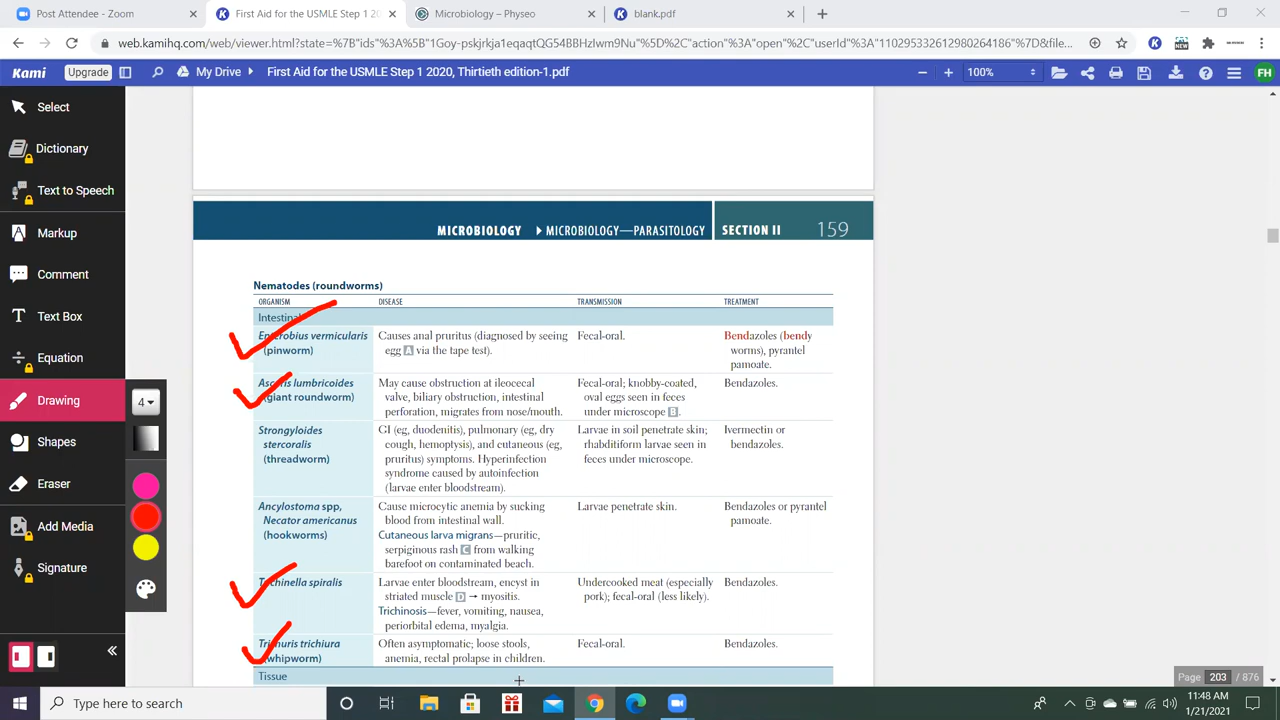 Post Attendee - Zoom
First Aid for the USMLE Step 1 20
Microbiology – Physeo
blank.pdf
web.kamihq.com/web/viewer.html?state=%7B"ids"%3A%5B"1Goy-pskjkja1eqaqtQG54BBHzlwm9Nu"%5D%2C"action"%3A"open"%2C"userId"%3A"110295332612980264186"%7D&file…
Kami
Upgrade
My Drive
First Aid for the USMLE Step 1 2020, Thirtieth edition-1.pdf
100%
FH
Select
Dictionary
Text to Speech
Markup
Comment
Text Box
Equation
Drawing
Shapes
Eraser
Add Media
Signature
4
MICROBIOLOGY ▶ MICROBIOLOGY—PARASITOLOGY SECTION II 159
Nematodes (roundworms)
ORGANISM DISEASE TRANSMISSION TREATMENT
Intestinal
Enterobius vermicularis Causes anal pruritus (diagnosed by seeing Fecal-oral. Bendazoles (bendy
(pinworm) egg A via the tape test). worms), pyrantel
pamoate.
Ascaris lumbricoides May cause obstruction at ileocecal Fecal-oral; knobby-coated, Bendazoles.
(giant roundworm) valve, biliary obstruction, intestinal oval eggs seen in feces
perforation, migrates from nose/mouth. under microscope B.
Strongyloides GI (eg, duodenitis), pulmonary (eg, dry Larvae in soil penetrate skin; Ivermectin or
stercoralis cough, hemoptysis), and cutaneous (eg, rhabditiform larvae seen in bendazoles.
(threadworm) pruritus) symptoms. Hyperinfection feces under microscope.
syndrome caused by autoinfection
(larvae enter bloodstream).
Ancylostoma spp, Cause microcytic anemia by sucking Larvae penetrate skin. Bendazoles or pyrantel
Necator americanus blood from intestinal wall. pamoate.
(hookworms) Cutaneous larva migrans—pruritic,
serpiginous rash C from walking
barefoot on contaminated beach.
Trichinella spiralis Larvae enter bloodstream, encyst in Undercooked meat (especially Bendazoles.
striated muscle D → myositis. pork); fecal-oral (less likely).
Trichinosis—fever, vomiting, nausea,
periorbital edema, myalgia.
Trichuris trichiura Often asymptomatic; loose stools, Fecal-oral. Bendazoles.
(whipworm) anemia, rectal prolapse in children.
Tissue
Page 203 / 876
Type here to search
11:48 AM
1/21/2021